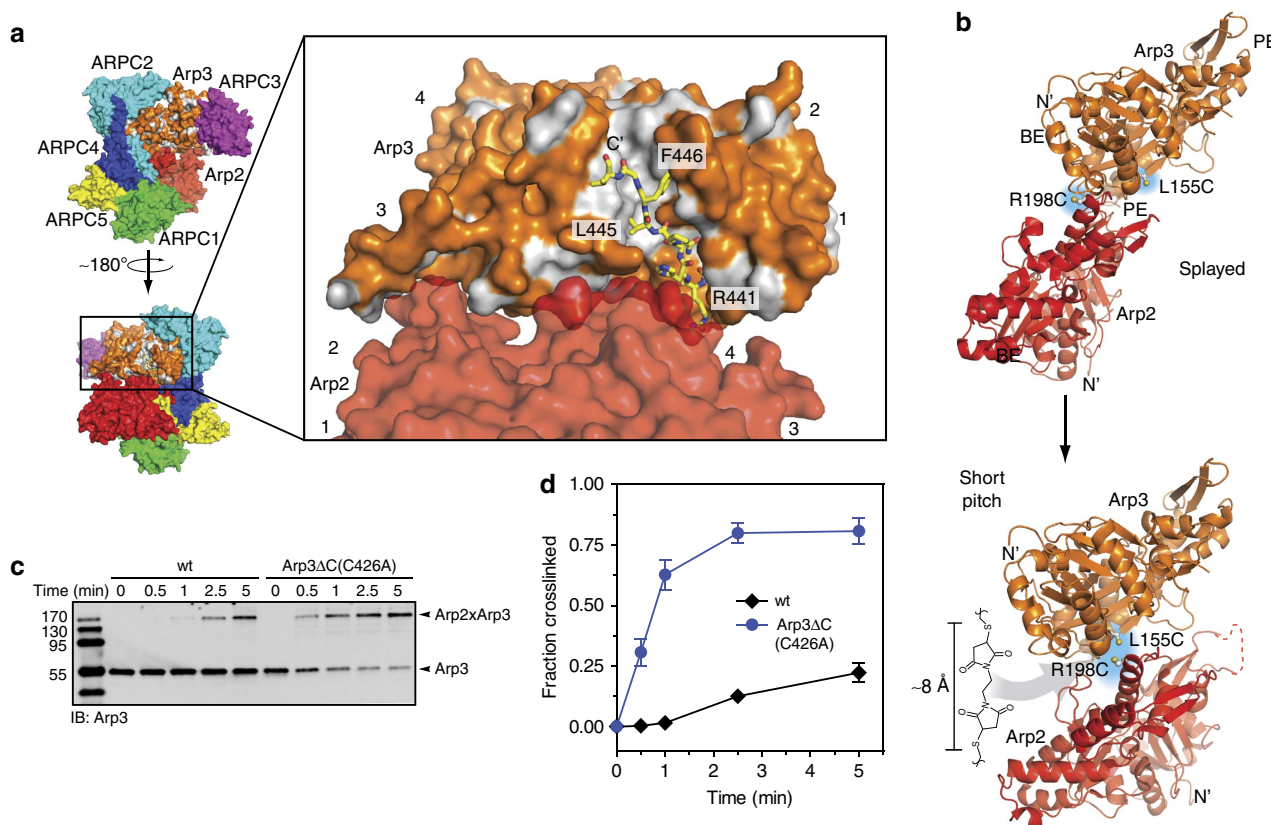 a
ARPC2
Arp3
ARPC3
ARPC4
Arp2
ARPC5
ARPC1
~180°
4
Arp3
3
2
Arp2
1
C'
F446
L445
R441
2
1
4
3
b
Arp3
PE
N'
BE
L155C
R198C
PE
Splayed
Arp2
BE
N'
Short
pitch
Arp3
N'
L155C
R198C
~8 Å
S
O
N
O
O
N
O
S
Arp2
N'
c
wt Arp3ΔC(C426A)
Time (min) 0 0.5 1 2.5 5 0 0.5 1 2.5 5
170
130
95
55
Arp2xArp3
Arp3
IB: Arp3
d
Fraction crosslinked
1.00
0.75
0.50
0.25
0.00
wt
Arp3ΔC
(C426A)
0 1 2 3 4 5
Time (min)